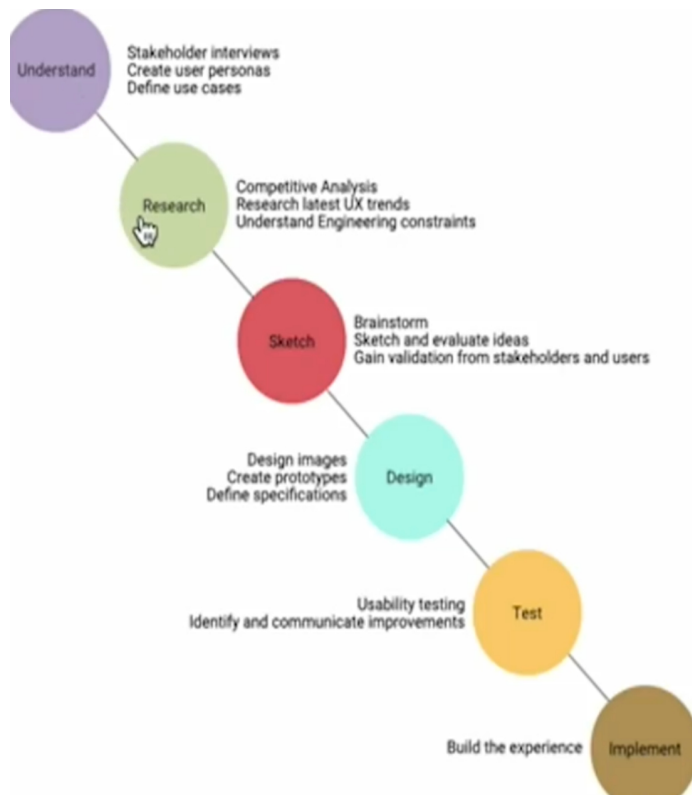 Understand
Stakeholder interviews
Create user personas
Define use cases
Research
Competitive Analysis
Research latest UX trends
Understand Engineering constraints
Sketch
Brainstorm
Sketch and evaluate ideas
Gain validation from stakeholders and users
Design images
Create prototypes
Define specifications
Design
Usability testing
Identify and communicate improvements
Test
Build the experience
Implement